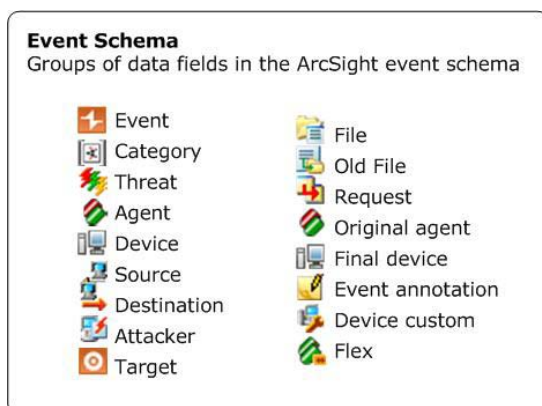 Event Schema
Groups of data fields in the ArcSight event schema
Event
Category
Threat
Agent
Device
Source
Destination
Attacker
Target
File
Old File
Request
Original agent
Final device
Event annotation
Device custom
Flex